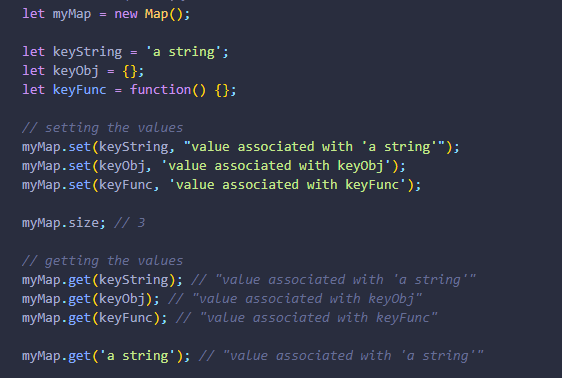 let myMap = new Map();
let keyString = 'a string';
let keyObj = {};
let keyFunc = function() {};
// setting the values
myMap.set(keyString, "value associated with 'a string'");
myMap.set(keyObj, 'value associated with keyObj');
myMap.set(keyFunc, 'value associated with keyFunc');
myMap.size; // 3
// getting the values
myMap.get(keyString); // "value associated with 'a string'"
myMap.get(keyObj); // "value associated with keyObj"
myMap.get(keyFunc); // "value associated with keyFunc"
myMap.get('a string'); // "value associated with 'a string'"